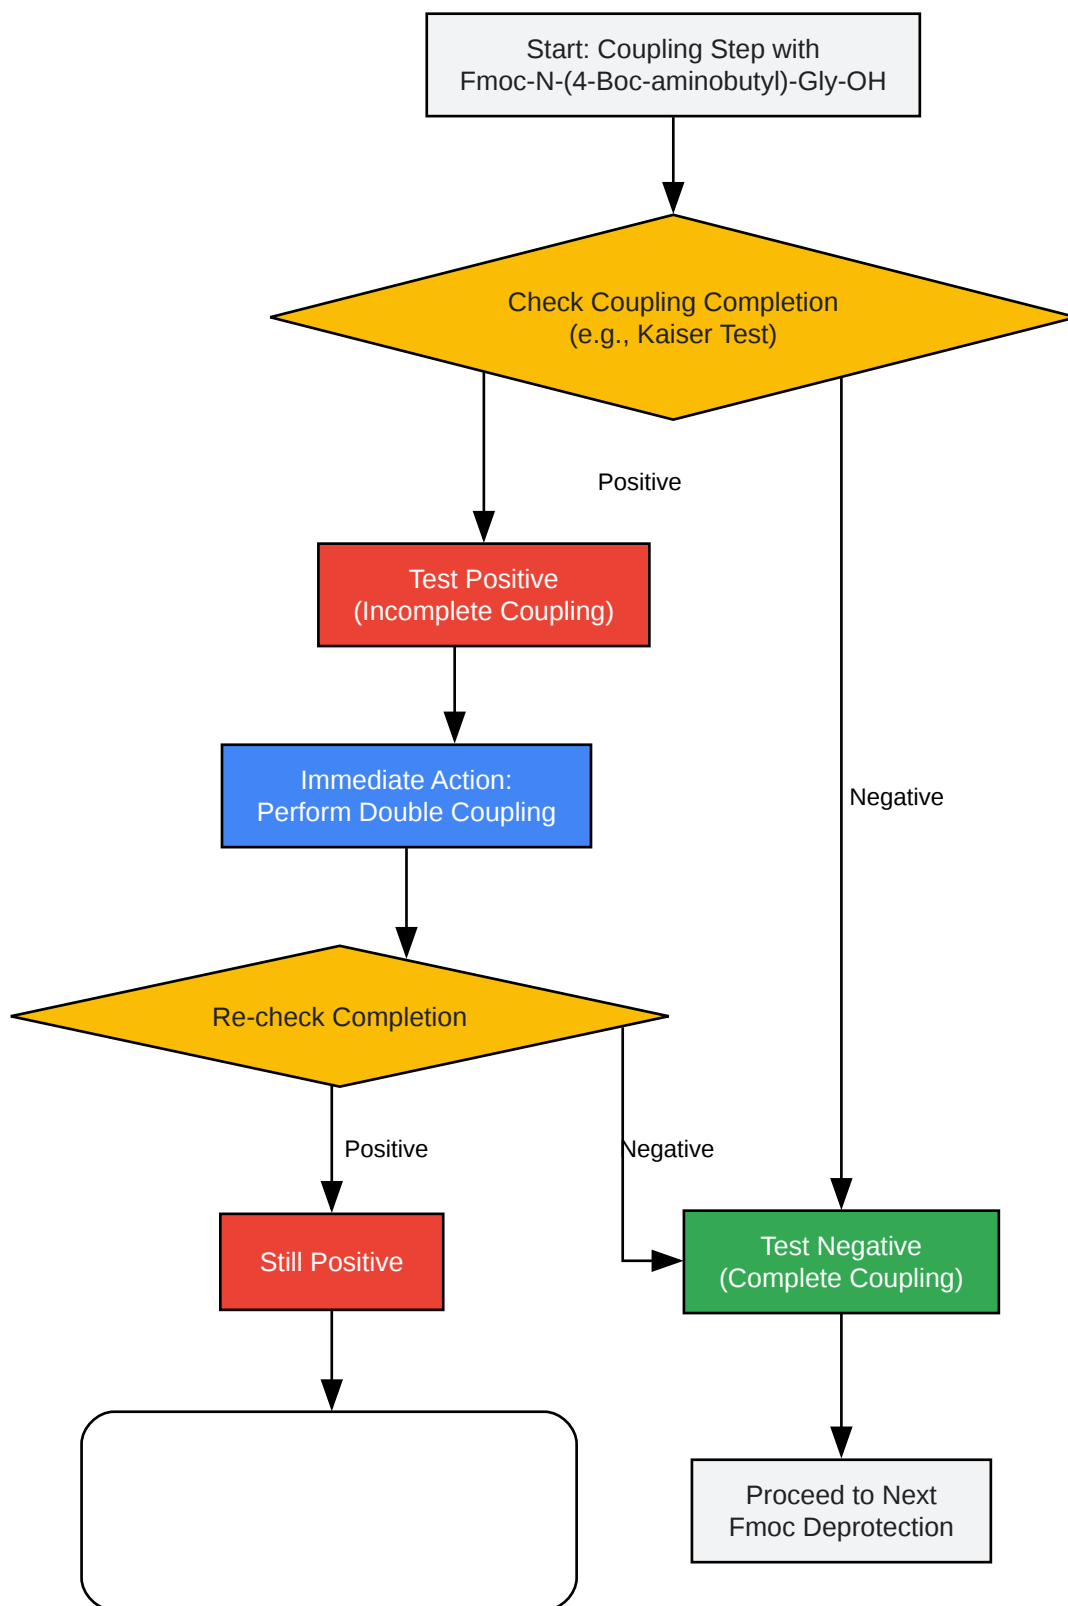 Start: Coupling Step with
Fmoc-N-(4-Boc-aminobutyl)-Gly-OH
Check Coupling Completion
(e.g., Kaiser Test)
Positive
Test Positive
(Incomplete Coupling)
Immediate Action:
Perform Double Coupling
Negative
Re-check Completion
Positive
Negative
Still Positive
Test Negative
(Complete Coupling)
Proceed to Next
Fmoc Deprotection